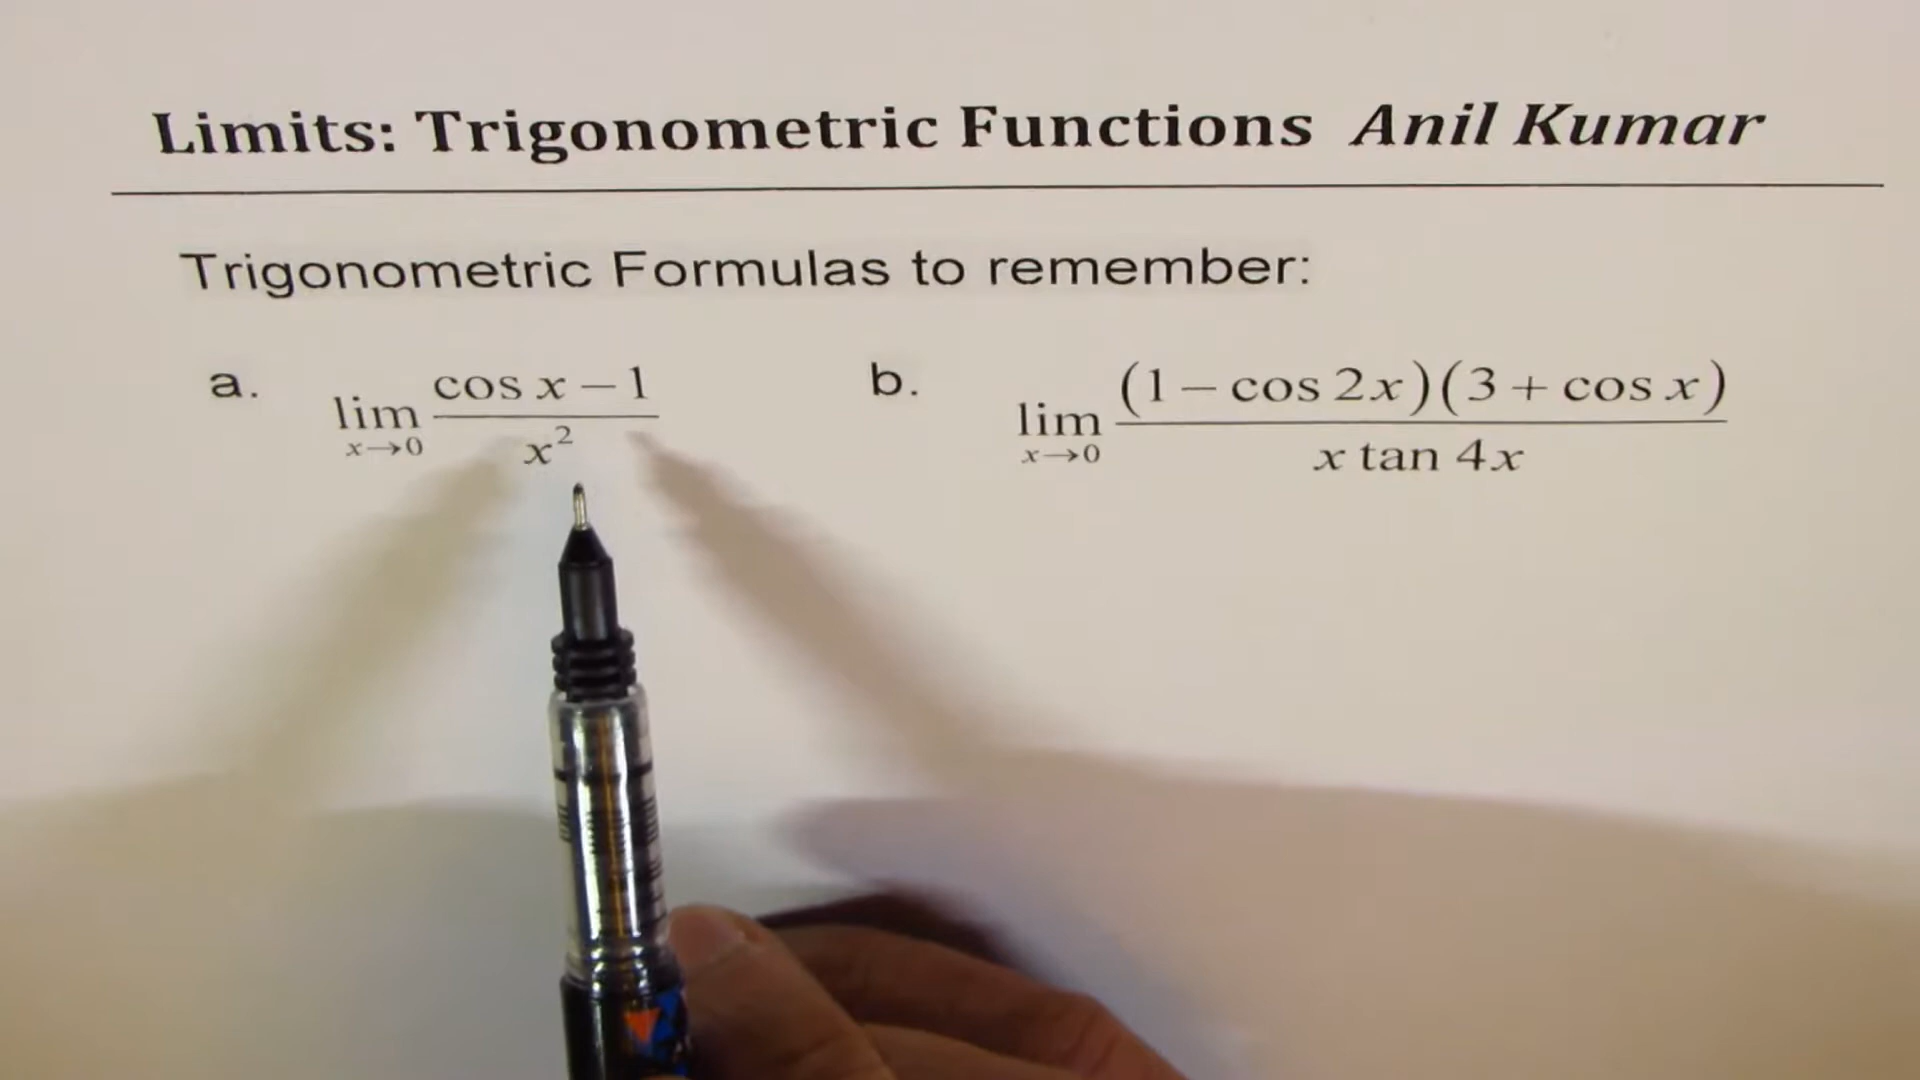 Limits: Trigonometric Functions Anil Kumar
Trigonometric Formulas to remember:
a. lim x→0 (cos x − 1) / x²
b. lim x→0 (1 − cos 2x)(3 + cos x) / x tan 4x